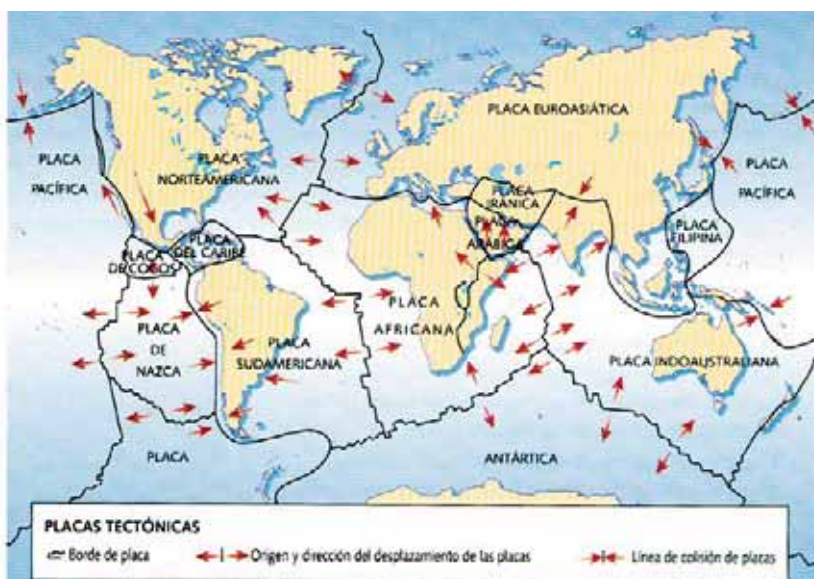 PLACA EUROASIÁTICA
PLACA
PACÍFICA
PLACA
NORTEAMERICANA
PLACA
IRÁNICA
PLACA
ARÁBICA
PLACA
PACÍFICA
PLACA
FILIPINA
PLACA
DE COCOS
PLACA
DEL CARIBE
PLACA
AFRICANA
PLACA
DE
NAZCA
PLACA
SUDAMERICANA
PLACA INDOAUSTRALIANA
PLACA
ANTÁRTICA
PLACAS TECTÓNICAS
Borde de placa
Origen y dirección del desplazamiento de las placas
Línea de colisión de placas